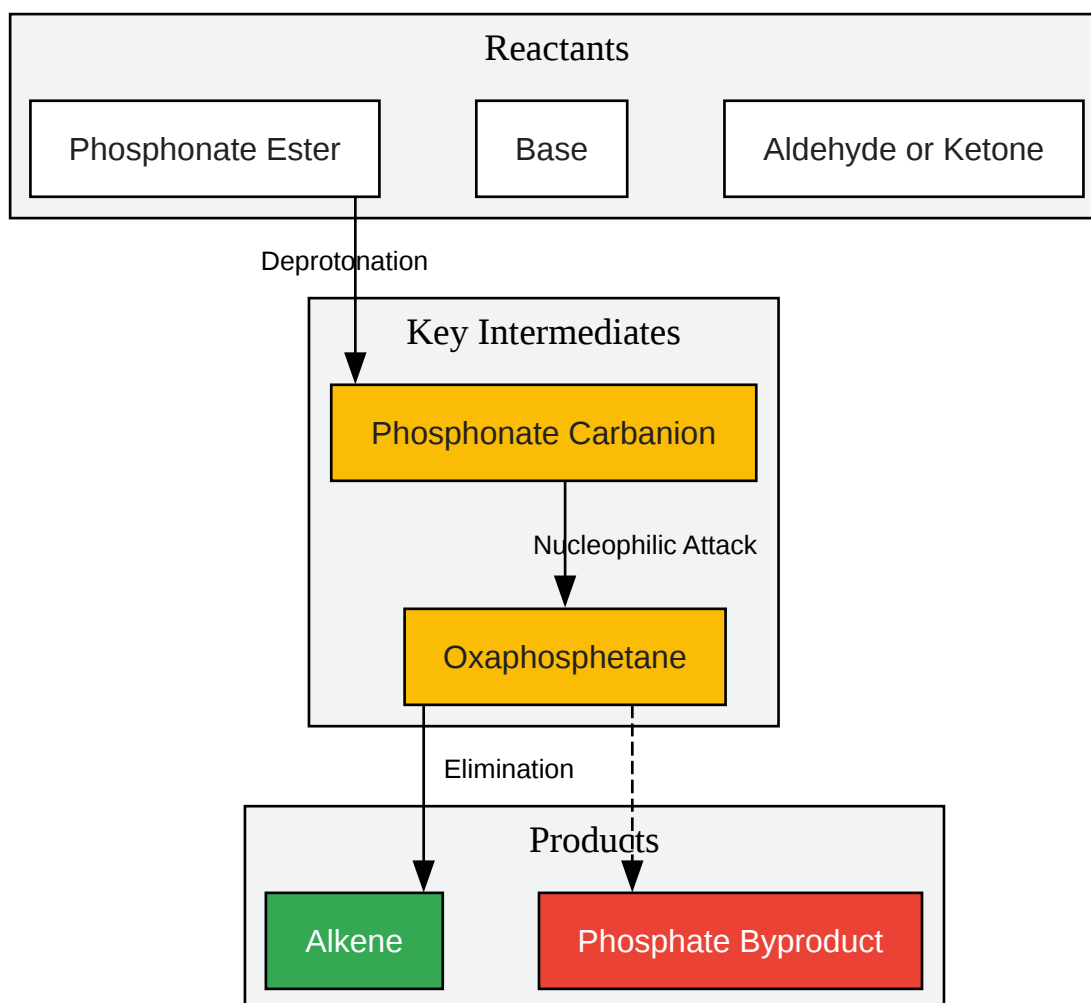 Reactants
Phosphonate Ester
Base
Aldehyde or Ketone
Deprotonation
Key Intermediates
Phosphonate Carbanion
Nucleophilic Attack
Oxaphosphetane
Elimination
Products
Alkene
Phosphate Byproduct